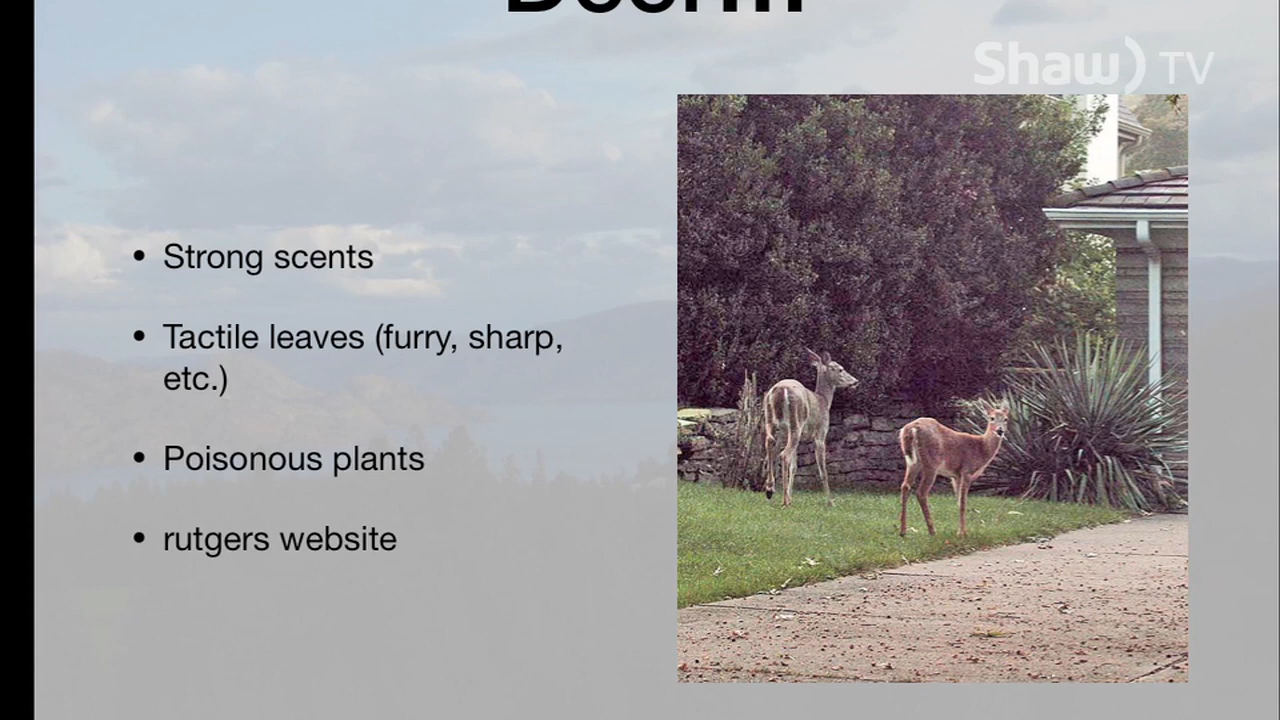 Shaw) TV
• Strong scents
• Tactile leaves (furry, sharp,
etc.)
• Poisonous plants
• rutgers website